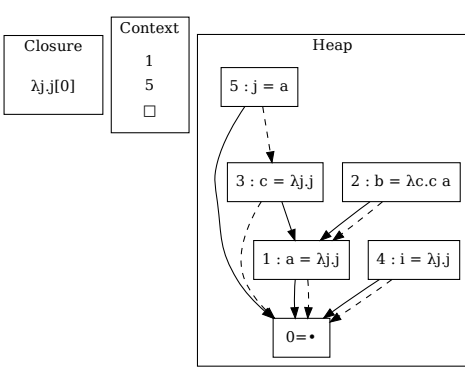 Closure
λj.j[0]
Context
1
5
□
Heap
5 : j = a
3 : c = λj.j
2 : b = λc.c a
1 : a = λj.j
4 : i = λj.j
0=•